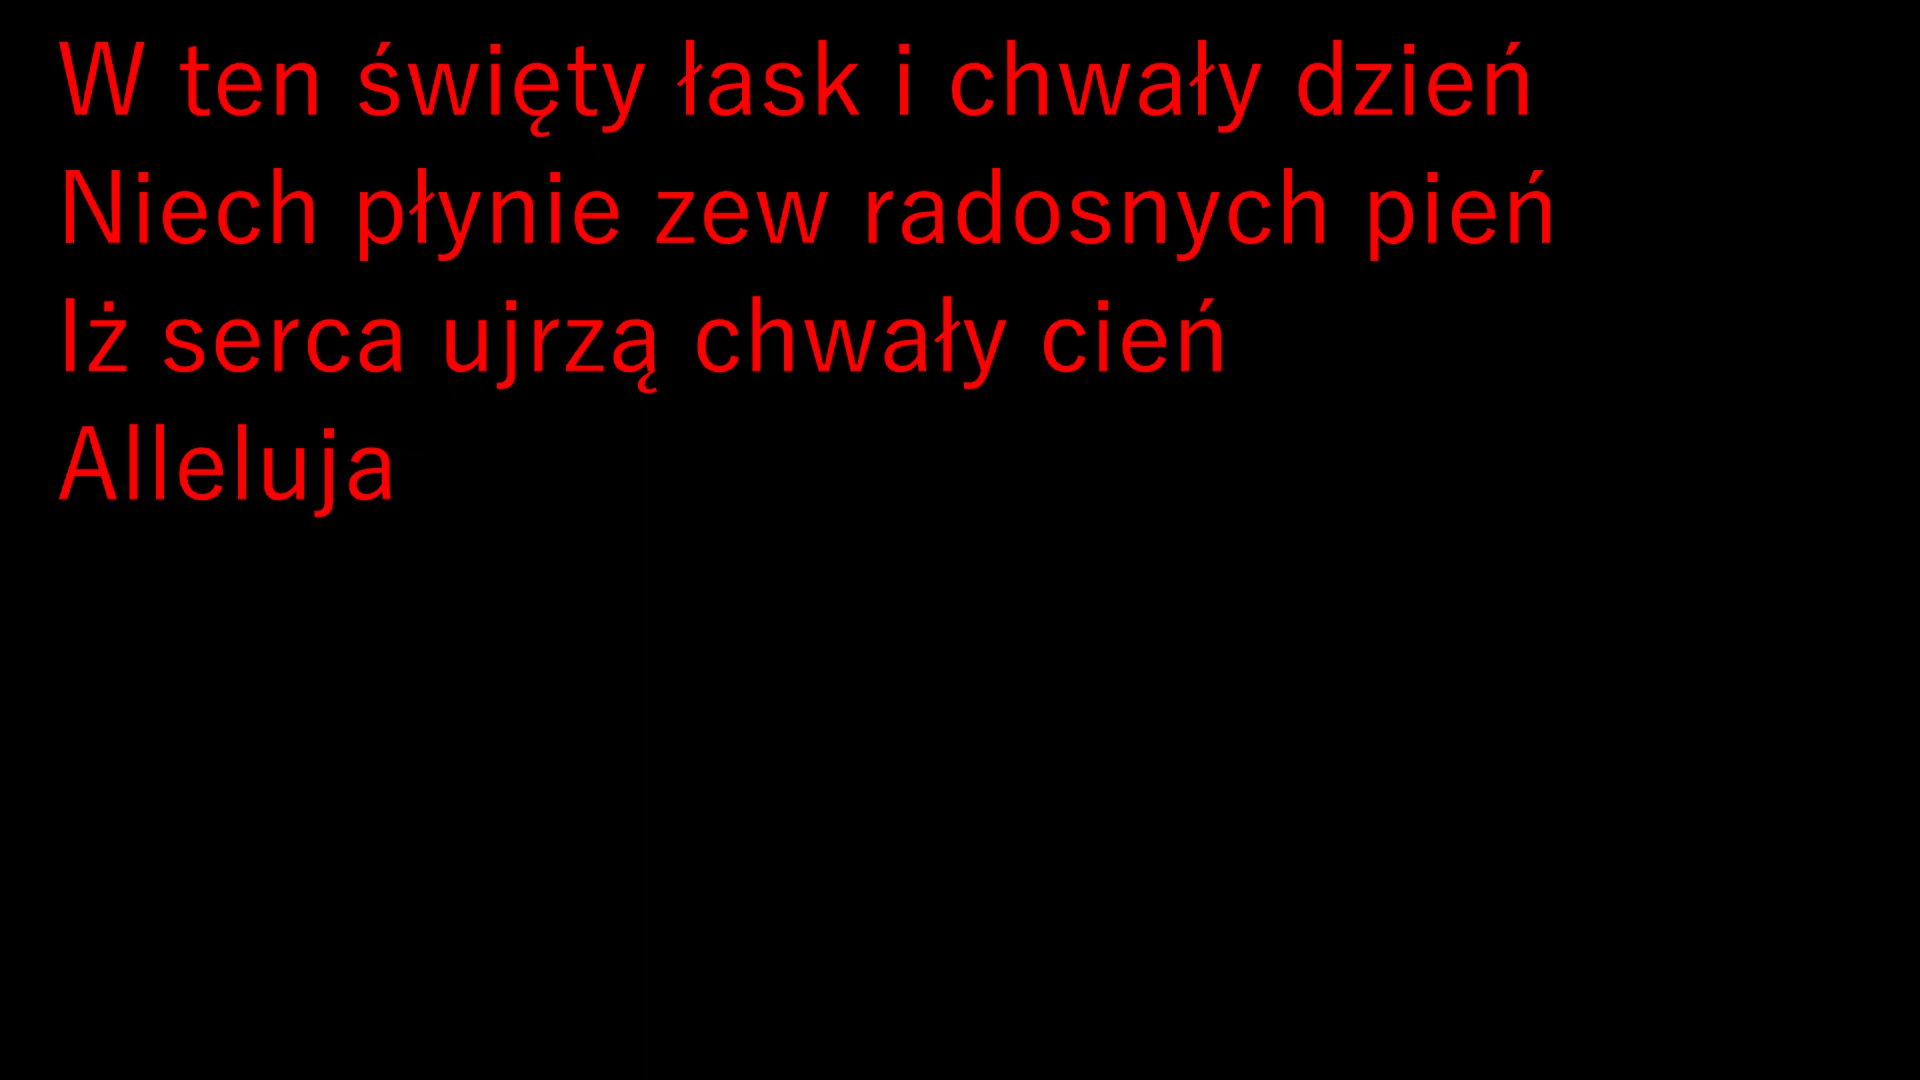 W ten święty łask i chwały dzień
Niech płynie zew radosnych pień
Iż serca ujrzą chwały cień
Alleluja